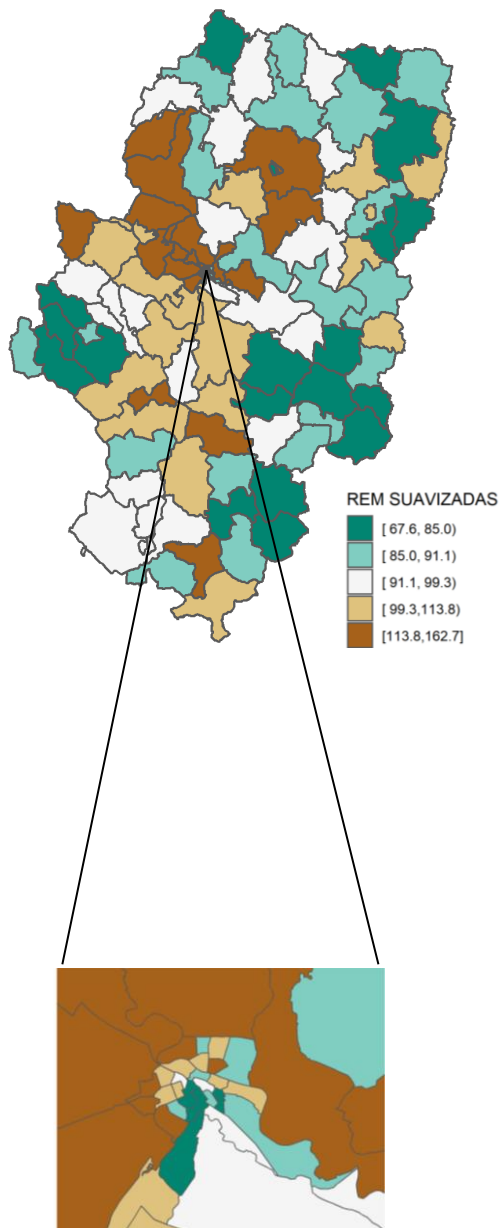 REM SUAVIZADAS
[ 67.6, 85.0)
[ 85.0, 91.1)
[ 91.1, 99.3)
[ 99.3,113.8)
[113.8,162.7]